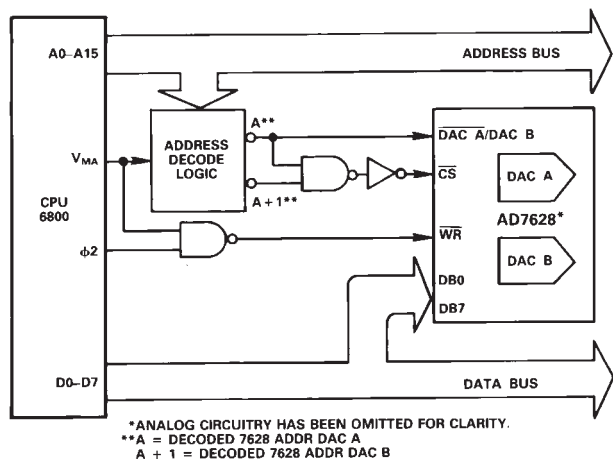 A0–A15
ADDRESS BUS
A**
ADDRESS
DECODE
LOGIC
VMA
A + 1**
CPU
6800
φ2
DAC A/DAC B
CS
WR
DB0
DB7
DAC A
AD7628*
DAC B
D0–D7
DATA BUS
*ANALOG CIRCUITRY HAS BEEN OMITTED FOR CLARITY.
**A = DECODED 7628 ADDR DAC A
A + 1 = DECODED 7628 ADDR DAC B